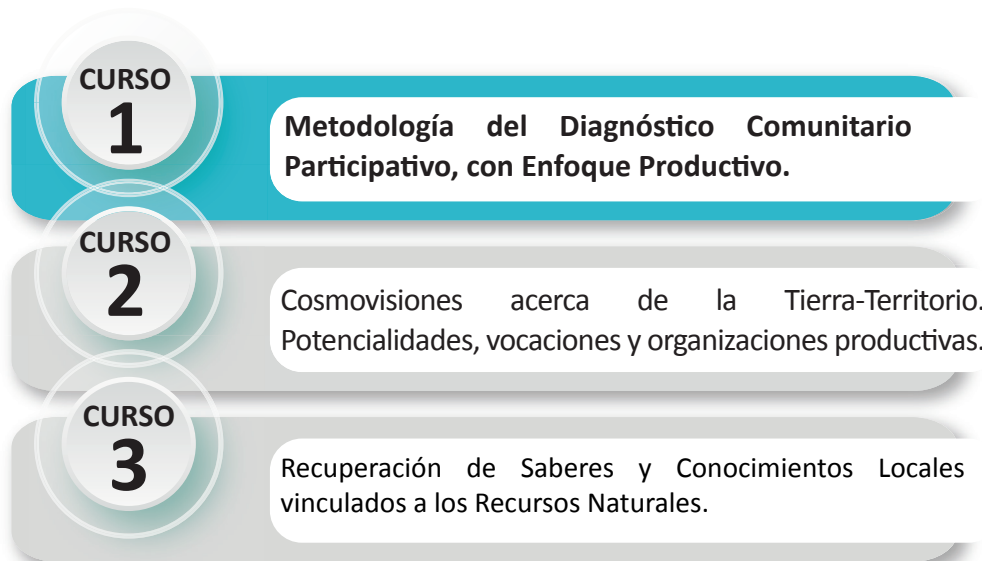 CURSO
1
Metodología del Diagnóstico Comunitario
Participativo, con Enfoque Productivo.
CURSO
2
Cosmovisiones acerca de la Tierra-Territorio.
Potencialidades, vocaciones y organizaciones productivas.
CURSO
3
Recuperación de Saberes y Conocimientos Locales
vinculados a los Recursos Naturales.